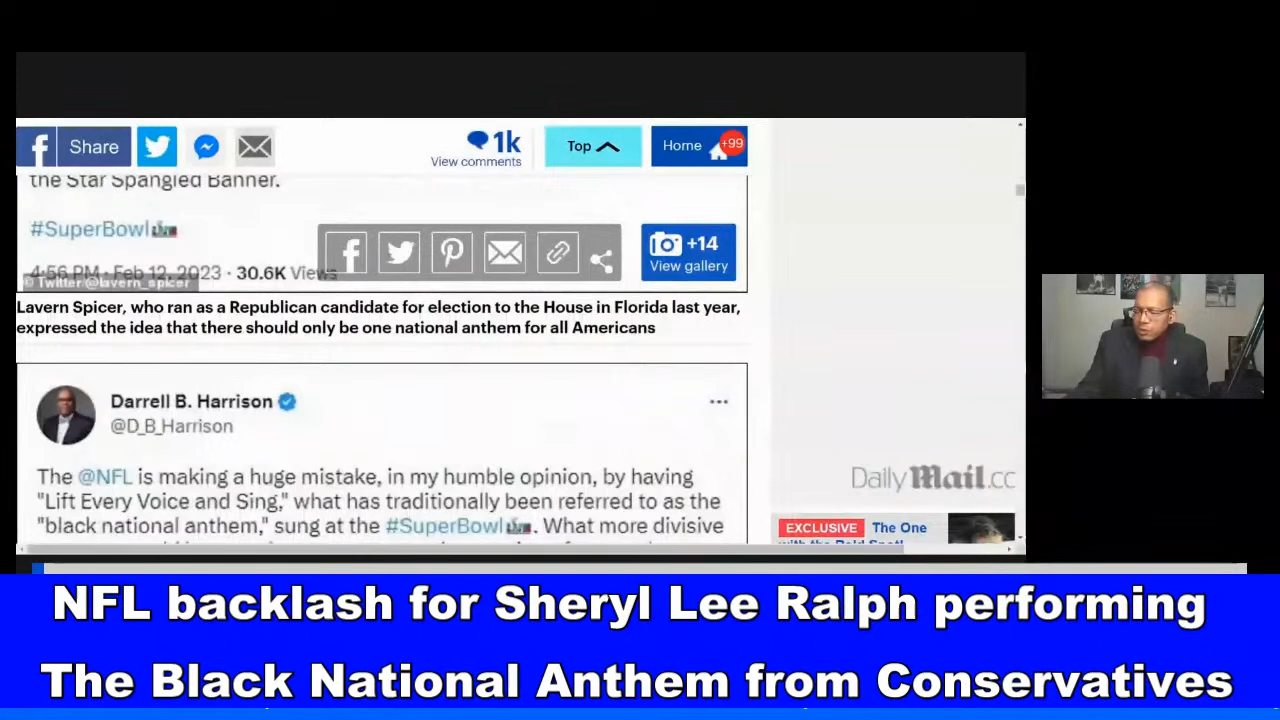 Share
1k
View comments
Top
Home
+99
the Star Spangled Banner.
#SuperBowl
+14
View gallery
4:56 PM · Feb 12, 2023 · 30.6K Views
© Twitter/@lavern_spicer
Lavern Spicer, who ran as a Republican candidate for election to the House in Florida last year,
expressed the idea that there should only be one national anthem for all Americans
Darrell B. Harrison
@D_B_Harrison
The @NFL is making a huge mistake, in my humble opinion, by having
"Lift Every Voice and Sing," what has traditionally been referred to as the
"black national anthem," sung at the #SuperBowl. What more divisive
Daily Mail.cc
EXCLUSIVE The One
NFL backlash for Sheryl Lee Ralph performing
The Black National Anthem from Conservatives